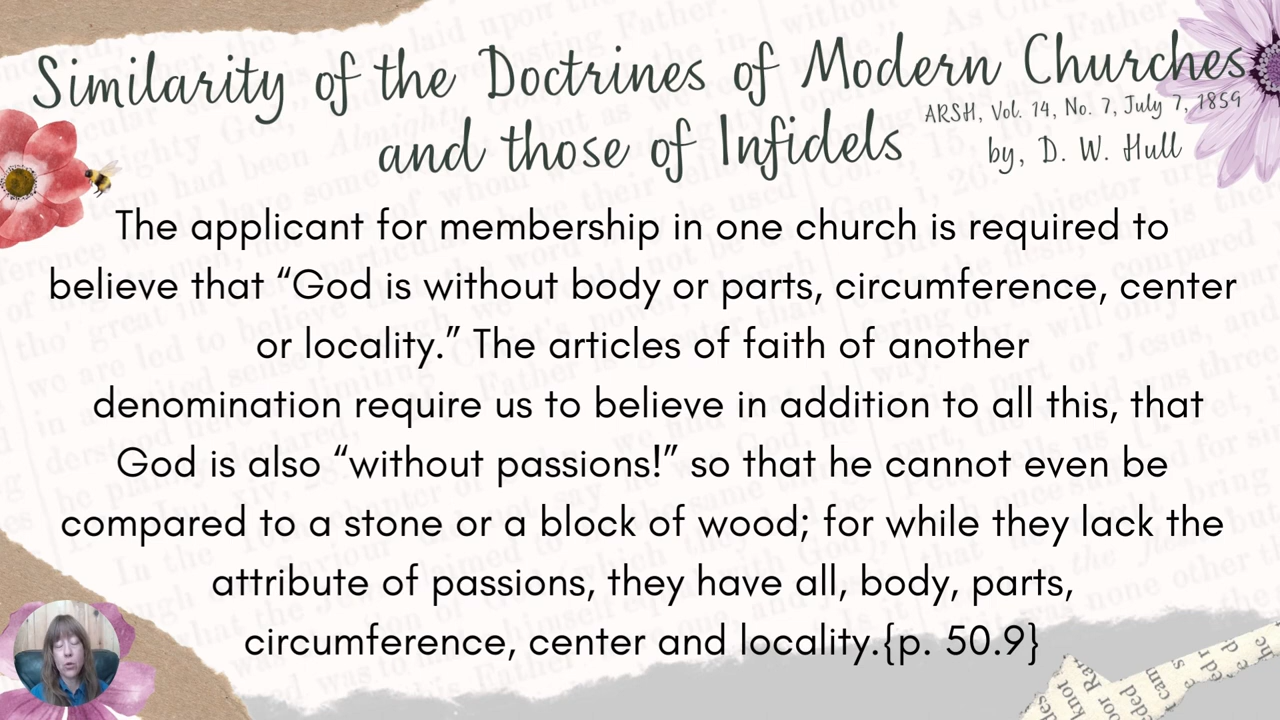 Similarity of the Doctrines of Modern Churches
and those of Infidels
ARSH, Vol. 14, No. 7, July 7, 1859
by, D. W. Hull
The applicant for membership in one church is required to
believe that “God is without body or parts, circumference, center
or locality.” The articles of faith of another
denomination require us to believe in addition to all this, that
God is also “without passions!” so that he cannot even be
compared to a stone or a block of wood; for while they lack the
attribute of passions, they have all, body, parts,
circumference, center and locality.{p. 50.9}